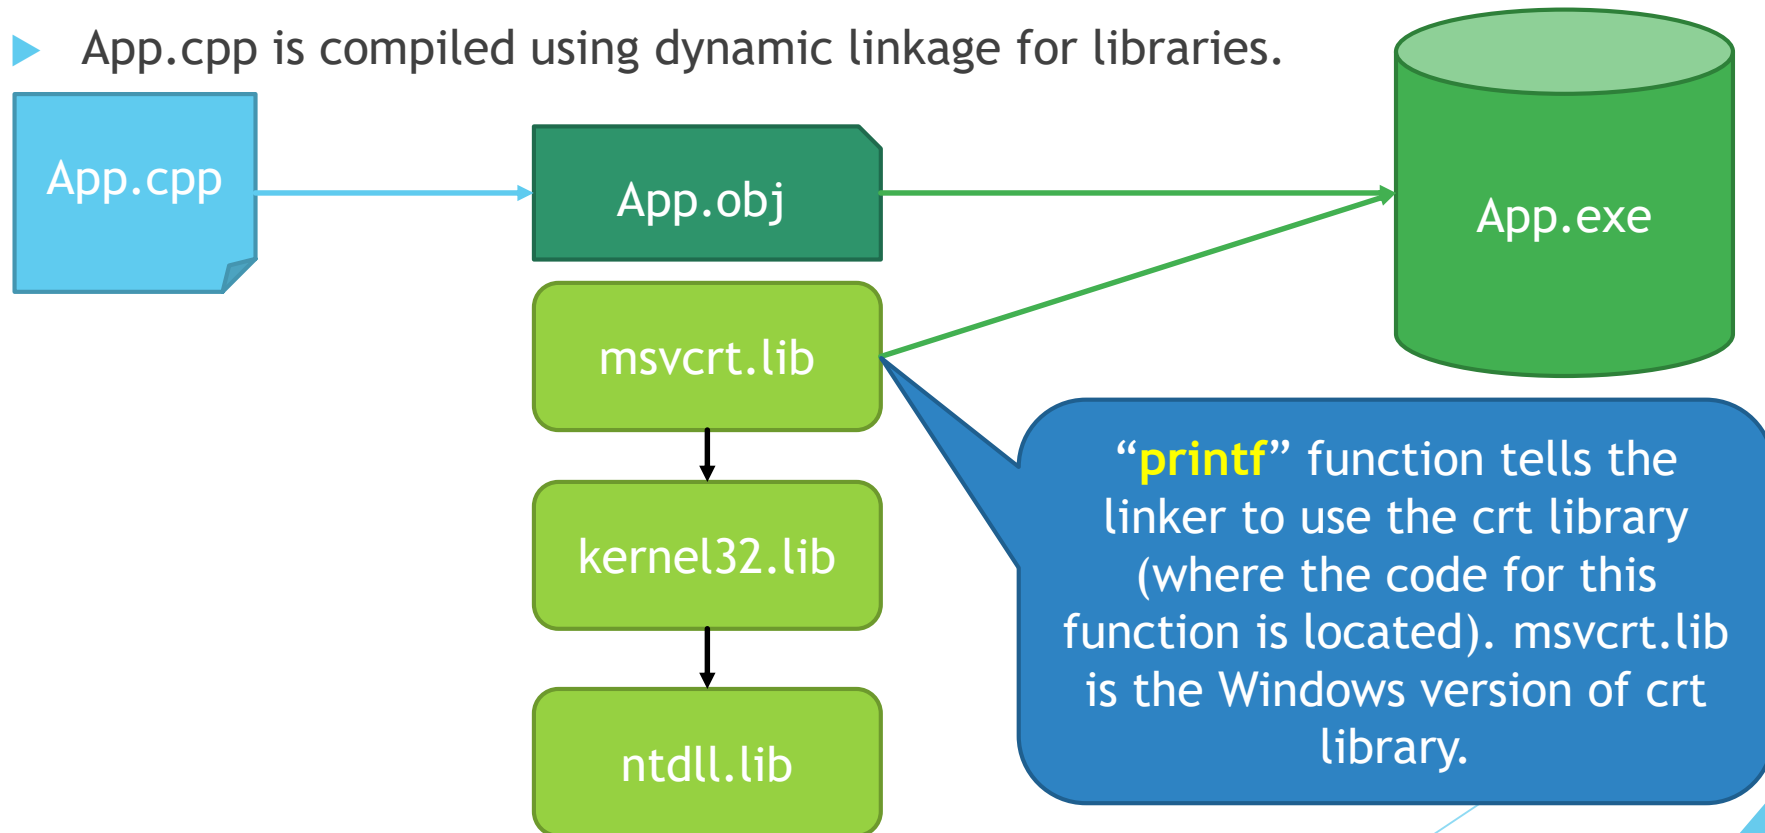 App.cpp is compiled using dynamic linkage for libraries.
App.cpp
App.obj
App.exe
msvcrt.lib
kernel32.lib
ntdll.lib
“printf” function tells the
linker to use the crt library
(where the code for this
function is located). msvcrt.lib
is the Windows version of crt
library.